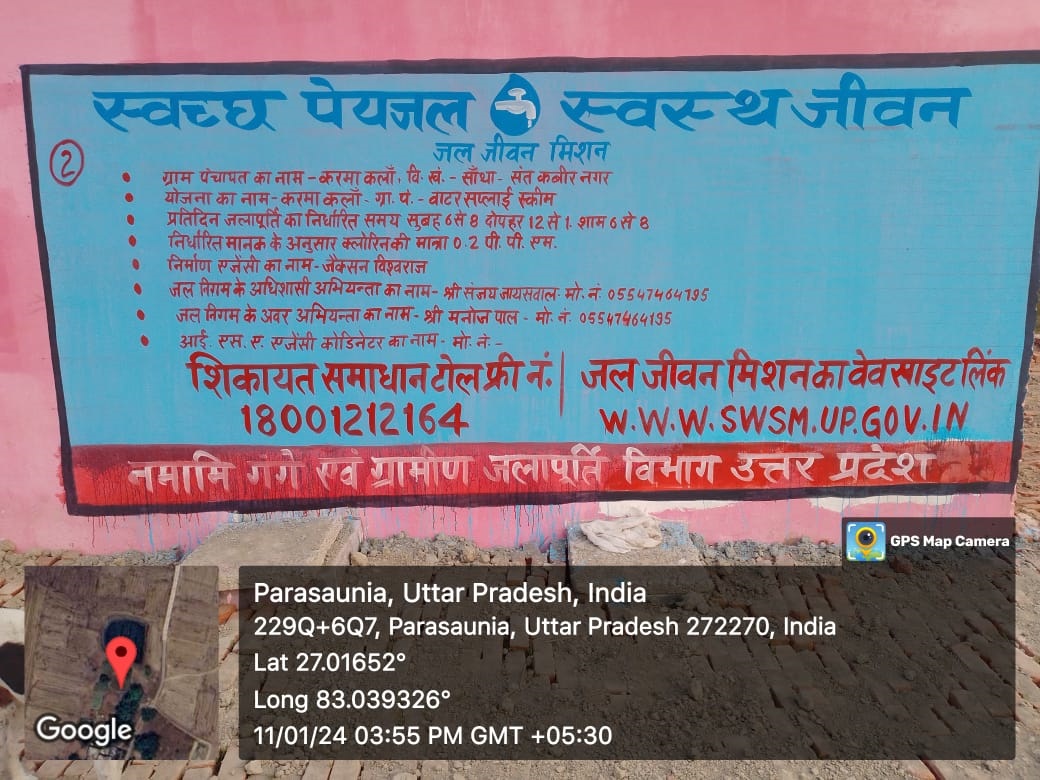 स्वच्छ पेयजल स्वस्थ जीवन
जल जीवन मिशन
2
• ग्राम पंचायत का नाम - करमा कलाँ, वि. खं. - साँथा - संत कबीर नगर
• योजना का नाम - करमा कलाँ - ग्रा. पं. - वाटर सप्लाई स्कीम
• प्रतिदिन जलापूर्ति का निर्धारित समय सुबह 6 से 8 दोपहर 12 से 1. शाम 6 से 8
• निर्धारित मानक के अनुसार क्लोरिन की मात्रा 0.2 पी. पी. एम.
• निर्माण एजेंसी का नाम - जैक्सन विश्वराज
• जल निगम के अधिशासी अभियन्ता का नाम - श्री संजय जायसवाल - मो. नं. 05547464195
• जल निगम के अवर अभियन्ता का नाम - श्री मनोज पाल - मो. नं. 05547464195
• आई. एस. ए. एजेंसी कोडिनेटर का नाम - मो. नं. -
शिकायत समाधान टोल फ्री नं. | जल जीवन मिशन का वेवसाइट लिंक
18001212164 W.W.W.SWSM.UP.GOV.IN
नमामि गंगे एवं ग्रामीण जलापूर्ति विभाग उत्तर प्रदेश
GPS Map Camera
Parasaunia, Uttar Pradesh, India
229Q+6Q7, Parasaunia, Uttar Pradesh 272270, India
Lat 27.01652°
Long 83.039326°
11/01/24 03:55 PM GMT +05:30
Google